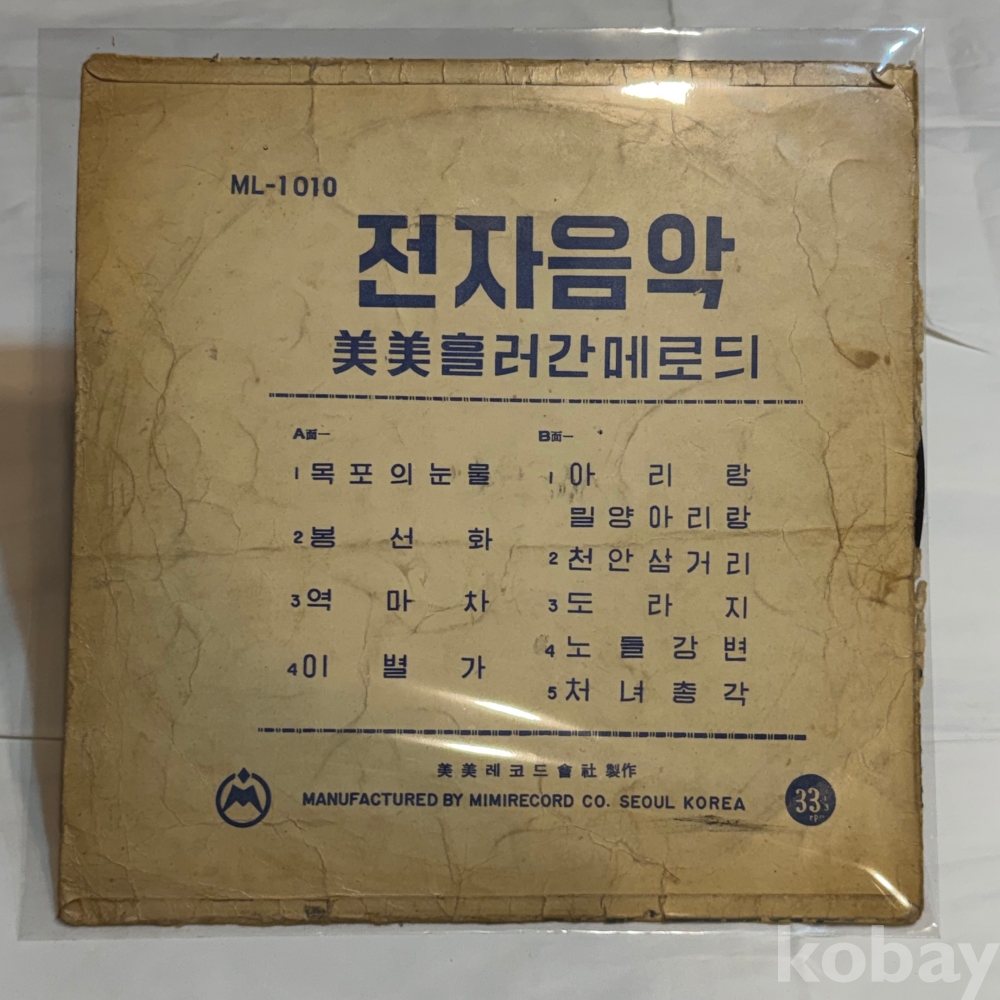 ML-1010
전자음악
美美흘러간메로듸
A面一
1 목포의눈물
2 봉선화
3 역마차
4 이별가
B面一
1 아리랑
밀양아리랑
2 천안삼거리
3 도라지
4 노들강변
5 처녀총각
美美레코드會社製作
MANUFACTURED BY MIMIRECORD CO. SEOUL KOREA
33⅓
rpm
kobay